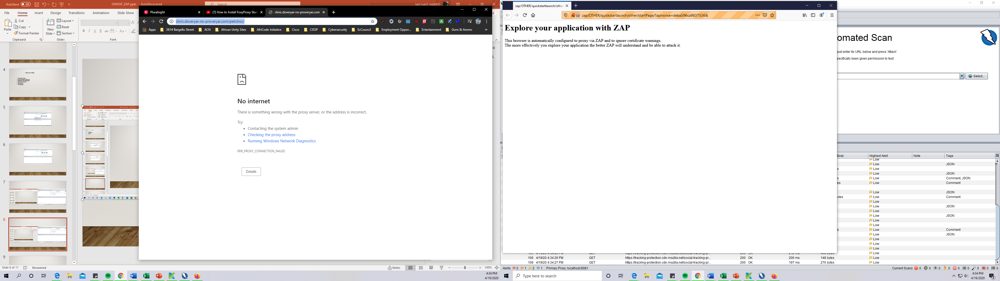 AutoSave Off
OWASP_ZAP.pptx - AutoRecovered
Search
MICHAEL HARRIS
File Home Insert Design Transitions Animations Slide Show
Paste
Cut
Copy
Format Painter
Clipboard
New Slide
Layout
Reset
Section
Slides
B I U S ab AV Aa
Font
4
Features of Zap
5
6
7
8
9
Slide 8 of 17
Recovered
Notes
100%
Pluralsight
(7) How to Install FoxyProxy Stan
clinic.doveryai-no-proveryai.com
clinic.doveryai-no-proveryai.com/petclinic/
Apps
2614 Bargello Street
ACN
African Unity Sites
AfriCode Initiative
Cisco
CISSP
Cybersecurity
EcCouncil
Employment Oppor...
Entertainment
Guns & Ammo
»
No internet
There is something wrong with the proxy server, or the address is incorrect.
Try:
• Contacting the system admin
• Checking the proxy address
• Running Windows Network Diagnostics
ERR_PROXY_CONNECTION_FAILED
Details
4:34 PM
4/19/2020
zap/OTHER/quickstartlaunch/othe
zap/OTHER/quickstartlaunch/other/startPage/?apinonce=deba596ca9837536&
Explore your application with ZAP
This browser is automatically configured to proxy via ZAP and to ignore certificate warnings.
The more effectively you explore your application the better ZAP will understand and be able to attack it.
omated Scan
just enter its URL below and press 'Attack'.
pecifically been given permission to test.
Select...
Body Highest Alert Note Tags
Low
Low JSON
s Low
Low JSON
s Low Comment, JSON
es Low Comment
Low JSON
ytes Low Comment
Low
Low JSON
Low
Low JSON
Low
Low
s Low Comment
Low JSON
Low
Low
Low
Low
106 4/19/20 4:34:26 PM GET https://tracking-protection.cdn.mozilla.net/social-tracking-pr... 200 OK 206 ms 148 bytes Low
109 4/19/20 4:34:27 PM GET https://tracking-protection.cdn.mozilla.net/social-tracking-pr... 200 OK 197 ms 276 bytes Low
Alerts 0 1 2 1 Primary Proxy: localhost:8081
Current Scans 0 0 0 0 0 0 0 0 0
Type here to search
4:34 PM
4/19/2020